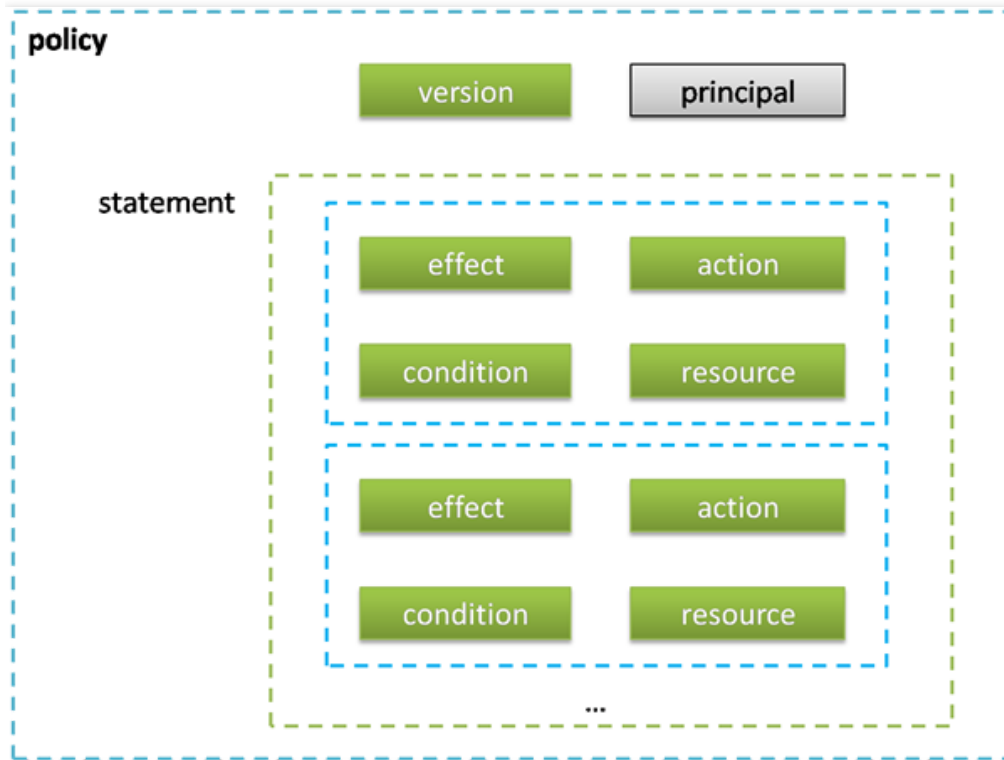 policy
version principal
statement
effect action
condition resource
effect action
condition resource
...